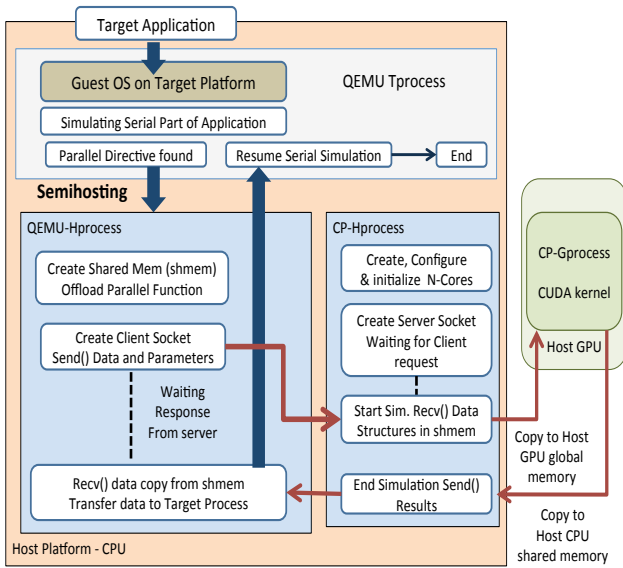 Target Application
Guest OS on Target Platform
QEMU Tprocess
Simulating Serial Part of Application
Parallel Directive found
Resume Serial Simulation
End
Semihosting
QEMU-Hprocess
Create Shared Mem (shmem)
Offload Parallel Function
Create Client Socket
Send() Data and Parameters
Waiting
Response
From server
Recv() data copy from shmem
Transfer data to Target Process
CP-Hprocess
Create, Configure
& initialize N-Cores
Create Server Socket
Waiting for Client
request
Start Sim. Recv() Data
Structures in shmem
End Simulation Send()
Results
CP-Gprocess
CUDA kernel
Host GPU
Copy to Host
GPU global
memory
Copy to
Host CPU
shared memory
Host Platform - CPU